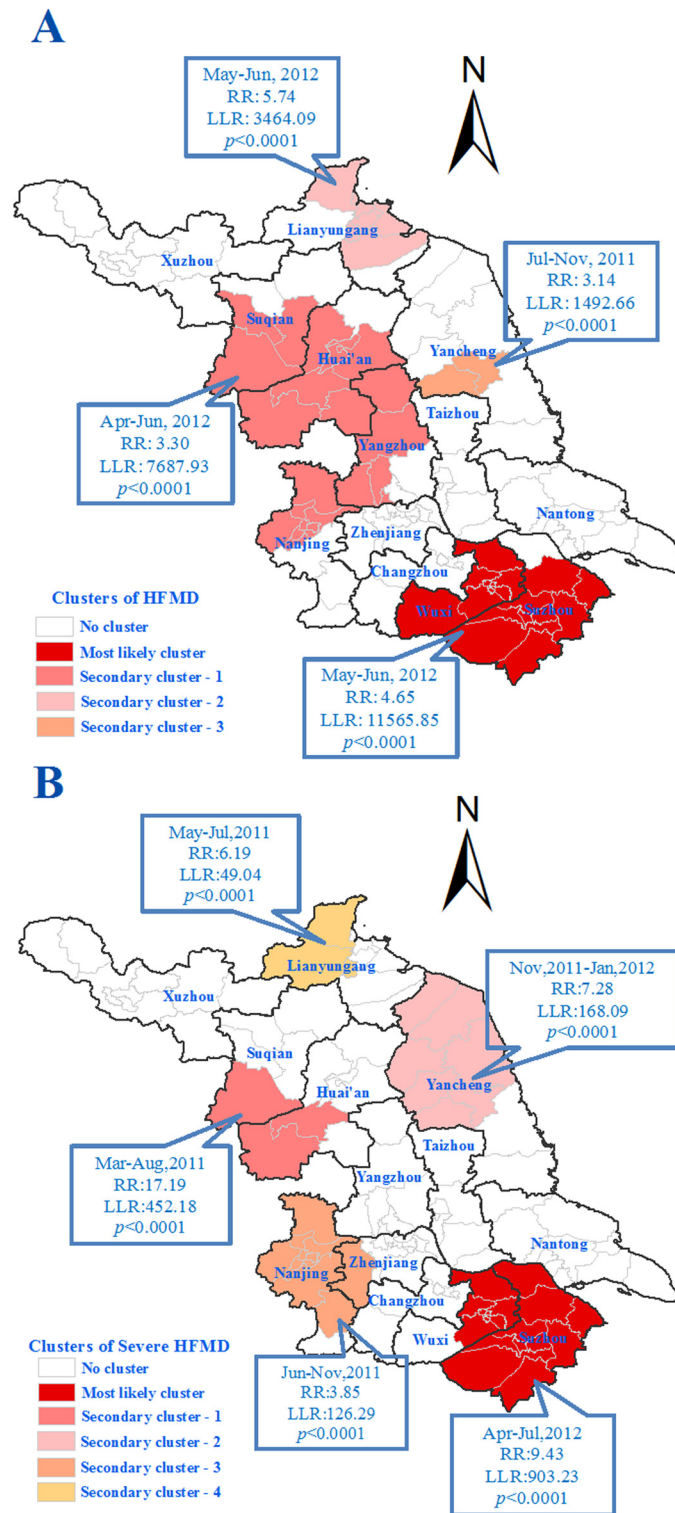 A
May-Jun, 2012
RR: 5.74
LLR: 3464.09
p<0.0001
N
Lianyungang
Xuzhou
Jul-Nov, 2011
RR: 3.14
LLR: 1492.66
p<0.0001
Suqian
Huai'an
Yancheng
Taizhou
Apr-Jun, 2012
RR: 3.30
LLR: 7687.93
p<0.0001
Yangzhou
Nantong
Zhenjiang
Nanjing
Changzhou
Wuxi
Suzhou
Clusters of HFMD
No cluster
Most likely cluster
Secondary cluster - 1
Secondary cluster - 2
Secondary cluster - 3
May-Jun, 2012
RR: 4.65
LLR: 11565.85
p<0.0001
B
May-Jul,2011
RR:6.19
LLR:49.04
p<0.0001
N
Lianyungang
Xuzhou
Nov,2011-Jan,2012
RR:7.28
LLR:168.09
p<0.0001
Suqian
Huai'an
Yancheng
Taizhou
Mar-Aug,2011
RR:17.19
LLR:452.18
p<0.0001
Yangzhou
Nantong
Zhenjiang
Nanjing
Changzhou
Wuxi
Suzhou
Clusters of Severe HFMD
No cluster
Most likely cluster
Secondary cluster - 1
Secondary cluster - 2
Secondary cluster - 3
Secondary cluster - 4
Jun-Nov,2011
RR:3.85
LLR:126.29
p<0.0001
Apr-Jul,2012
RR:9.43
LLR:903.23
p<0.0001